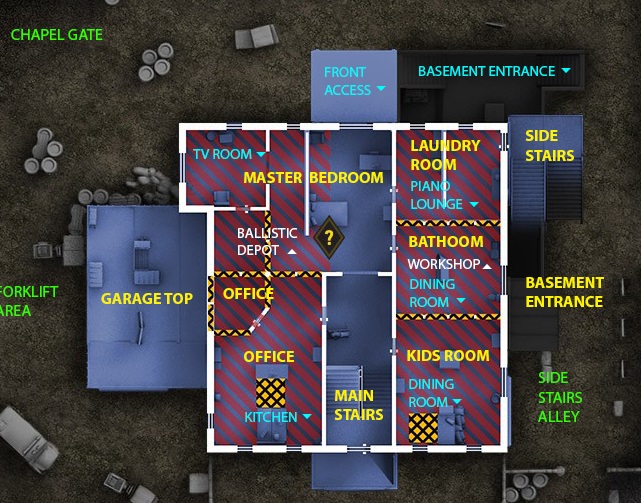 CHAPEL GATE
FRONT
ACCESS
BASEMENT ENTRANCE
TV ROOM
LAUNDRY
ROOM
SIDE
STAIRS
MASTER BEDROOM
PIANO
LOUNGE
BALLISTIC
DEPOT
?
BATHOOM
WORKSHOP
DINING
ROOM
FORKLIFT
AREA
GARAGE TOP
OFFICE
BASEMENT
ENTRANCE
OFFICE
KIDS ROOM
DINING
ROOM
SIDE
STAIRS
ALLEY
KITCHEN
MAIN
STAIRS